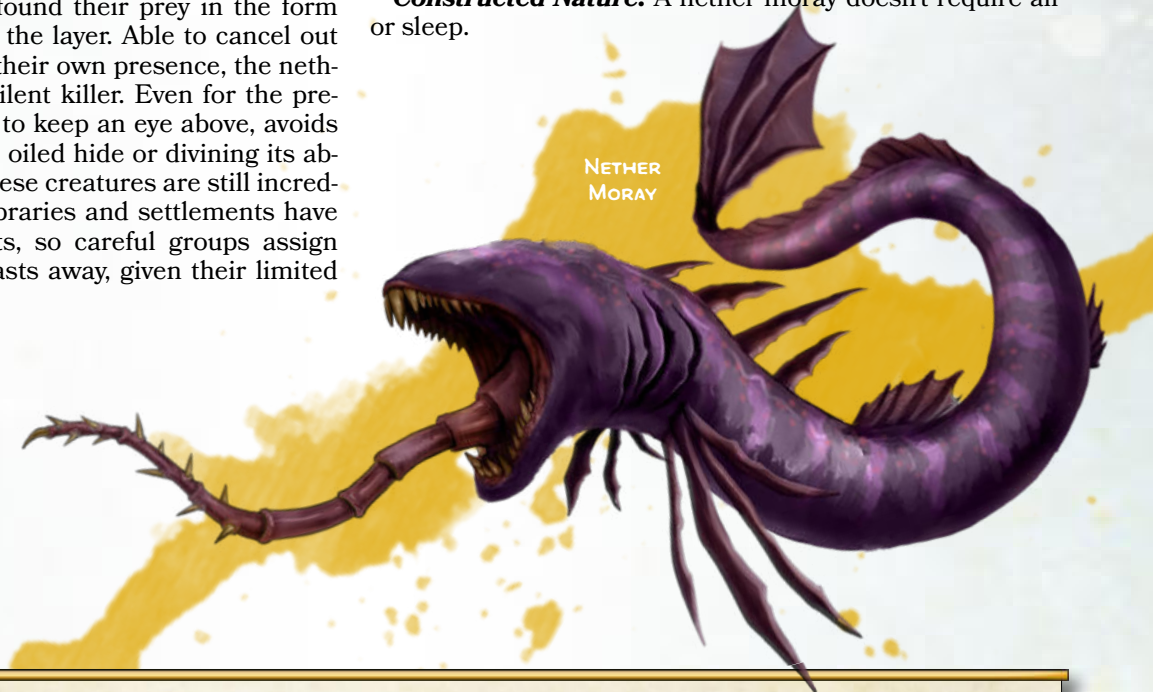 found their prey in the form
the layer. Able to cancel out
their own presence, the neth-
ilent killer. Even for the pre-
to keep an eye above, avoids
oiled hide or divining its ab-
ese creatures are still incred-
braries and settlements have
ts, so careful groups assign
asts away, given their limited
Constructed Nature. A nether moray doesn't require air
or sleep.
Nether
Moray